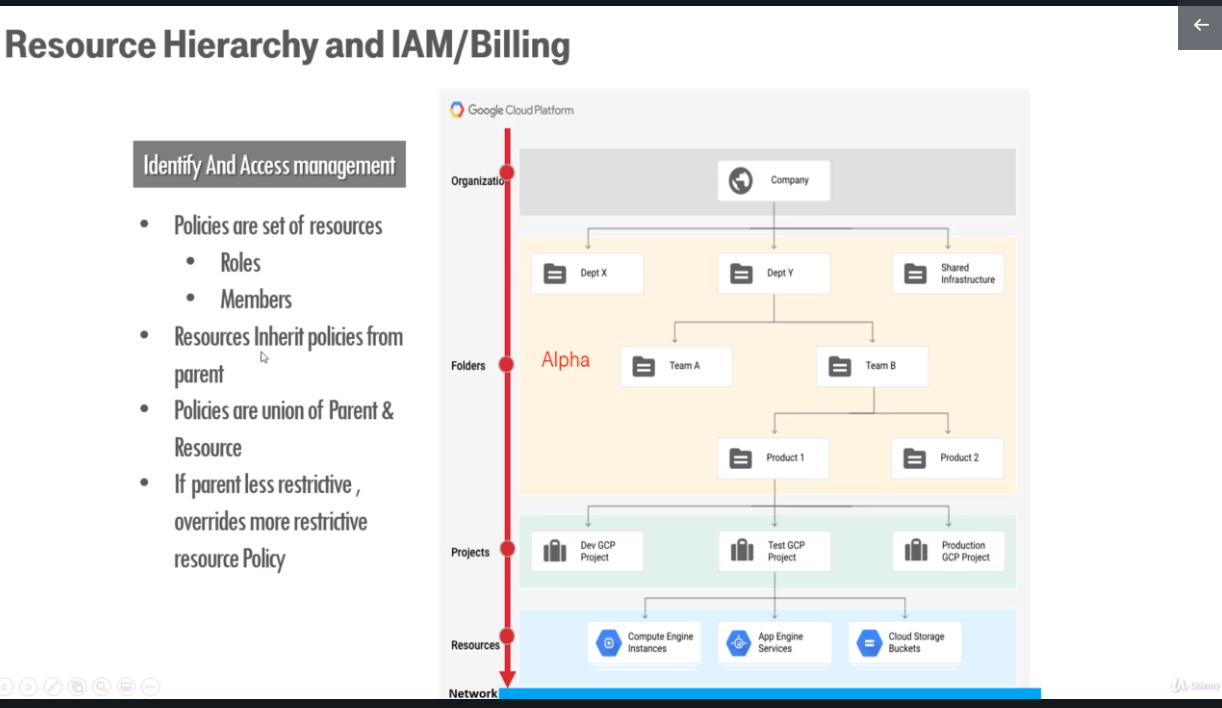 Resource Hierarchy and IAM/Billing
Identify And Access management
• Policies are set of resources
• Roles
• Members
• Resources Inherit policies from
parent
• Policies are union of Parent &
Resource
• If parent less restrictive ,
overrides more restrictive
resource Policy
Google Cloud Platform
Organizatio
Company
Dept X
Dept Y
Shared
Infrastructure
Folders
Alpha
Team A
Team B
Product 1
Product 2
Projects
Dev GCP
Project
Test GCP
Project
Production
GCP Project
Resources
Compute Engine
Instances
App Engine
Services
Cloud Storage
Buckets
Network
Udemy